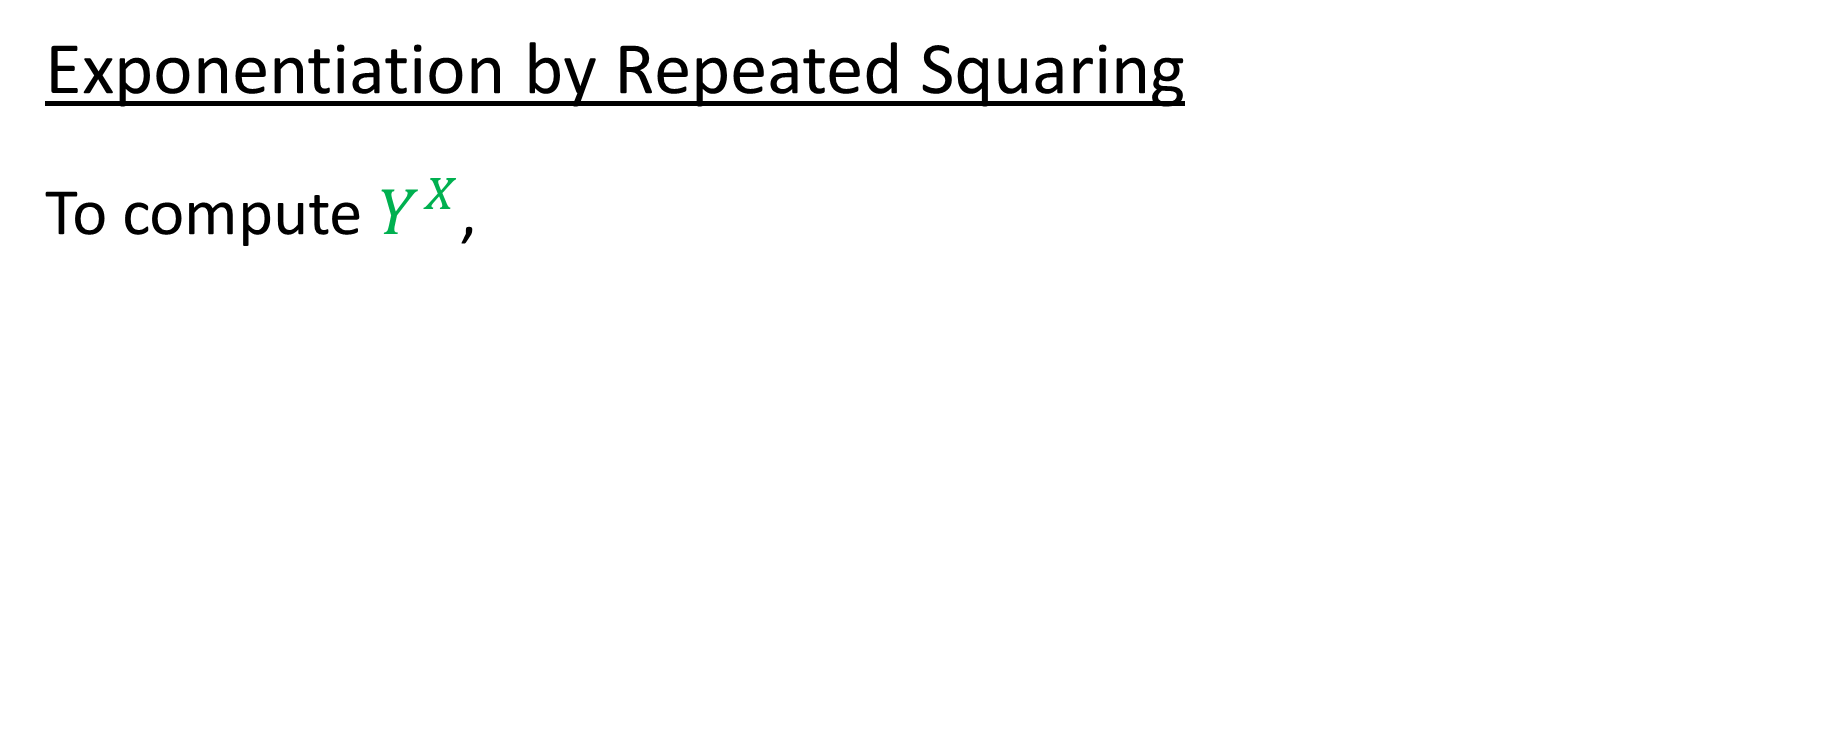 Exponentiation by Repeated Squaring
To compute $Y^X$,